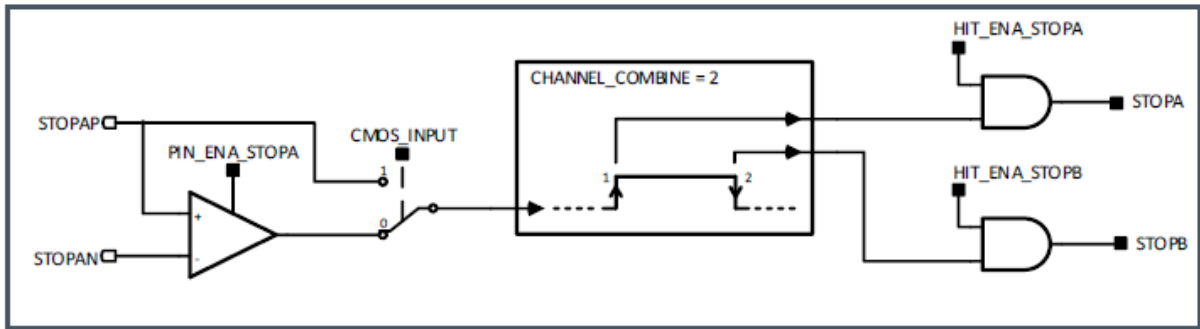 HIT_ENA_STOPA
CHANNEL_COMBINE = 2
STOPA
STOPAP
CMOS_INPUT
PIN_ENA_STOPA
1
1
2
HIT_ENA_STOPB
+
0
STOPB
STOPAN
-